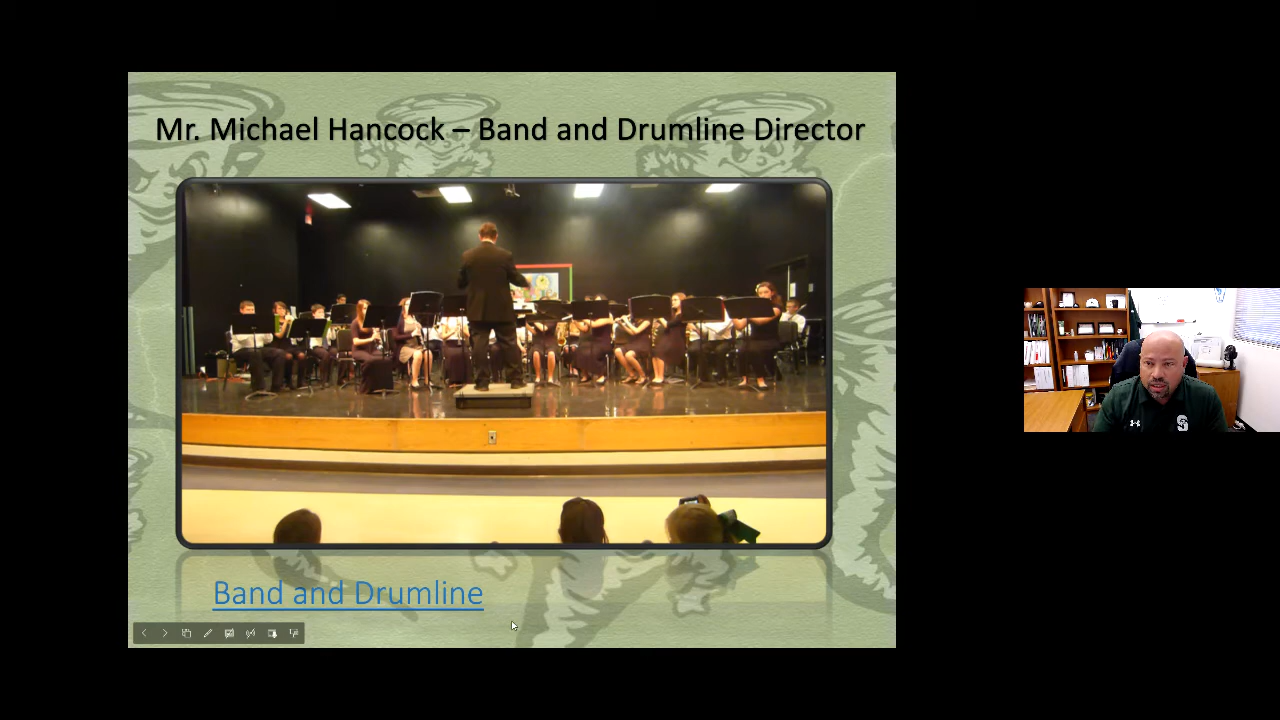 Mr. Michael Hancock – Band and Drumline Director
Band and Drumline
S